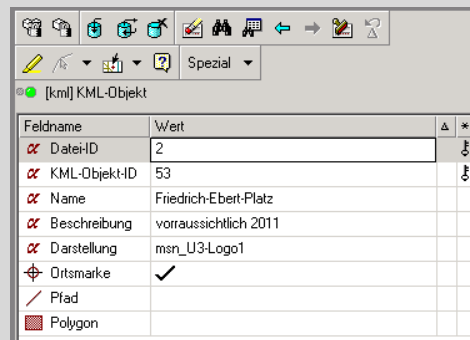 Spezial
[kml] KML-Objekt
Feldname Wert Δ *
α Datei-ID 2
α KML-Objekt-ID 53
α Name Friedrich-Ebert-Platz
α Beschreibung vorraussichtlich 2011
α Darstellung msn_U3-Logo1
Ortsmarke ✓
Pfad
Polygon